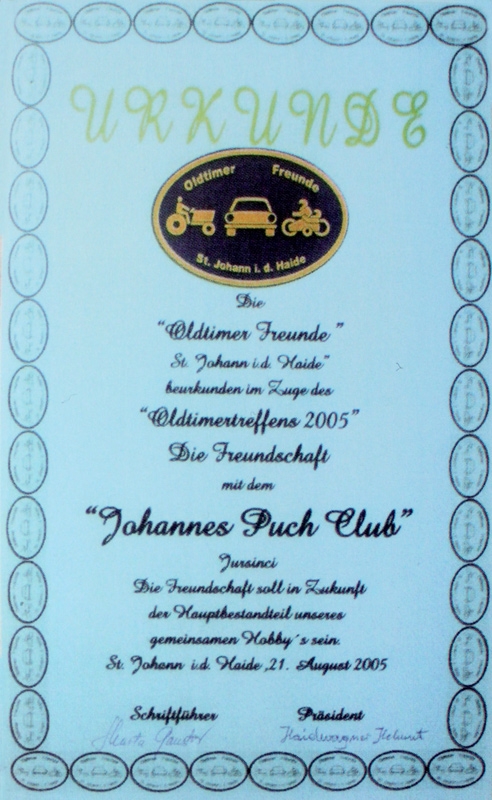 URKUNDE
Oldtimer Freunde
St. Johann i. d. Haide
Die
"Oldtimer Freunde"
St. Johann i.d. Haide"
beurkunden im Zuge des
"Oldtimertreffens 2005"
Die Freundschaft
mit dem
"Johannes Puch Club"
Jursinci
Die Freundschaft soll in Zukunft
der Hauptbestandteil unseres
gemeinsamen Hobby´s sein.
St. Johann i.d. Haide, 21. August 2005
Schriftführer Präsident
Haidwagner Helmut